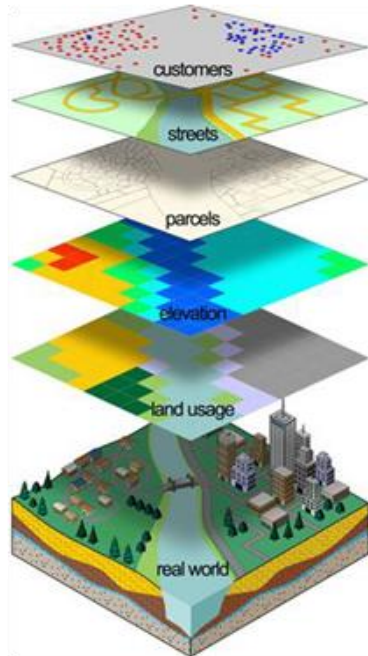 customers
streets
parcels
elevation
land usage
real world